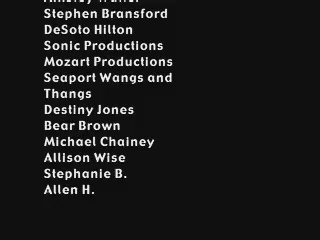 Stephen Bransford
DeSoto Hilton
Sonic Productions
Mozart Productions
Seaport Wangs and
Thangs
Destiny Jones
Bear Brown
Michael Chainey
Allison Wise
Stephanie B.
Allen H.